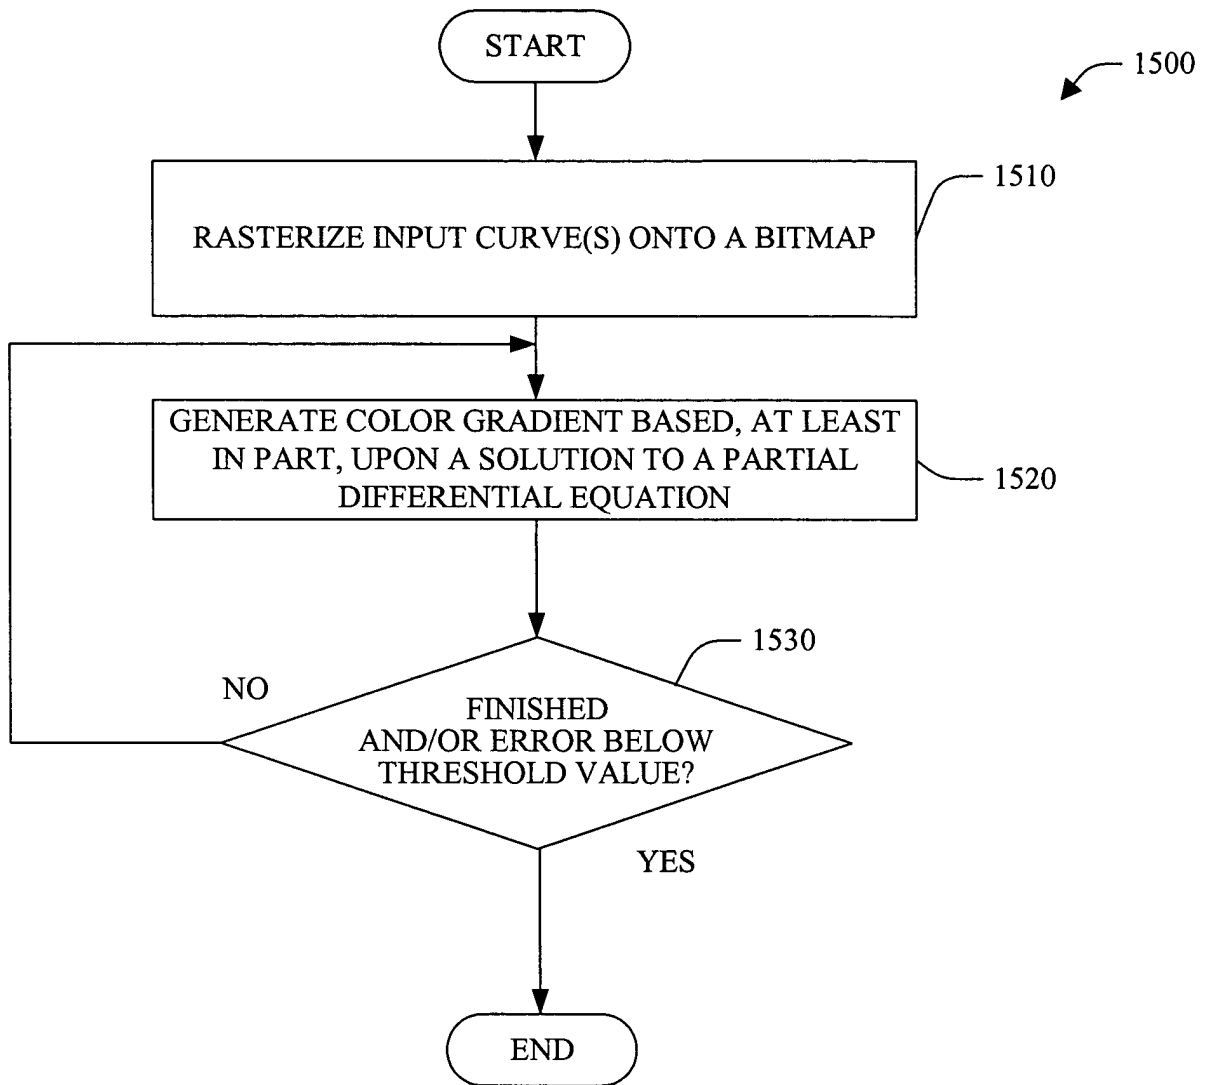 START
1500
1510
RASTERIZE INPUT CURVE(S) ONTO A BITMAP
GENERATE COLOR GRADIENT BASED, AT LEAST
IN PART, UPON A SOLUTION TO A PARTIAL
DIFFERENTIAL EQUATION
1520
1530
NO
FINISHED
AND/OR ERROR BELOW
THRESHOLD VALUE?
YES
END